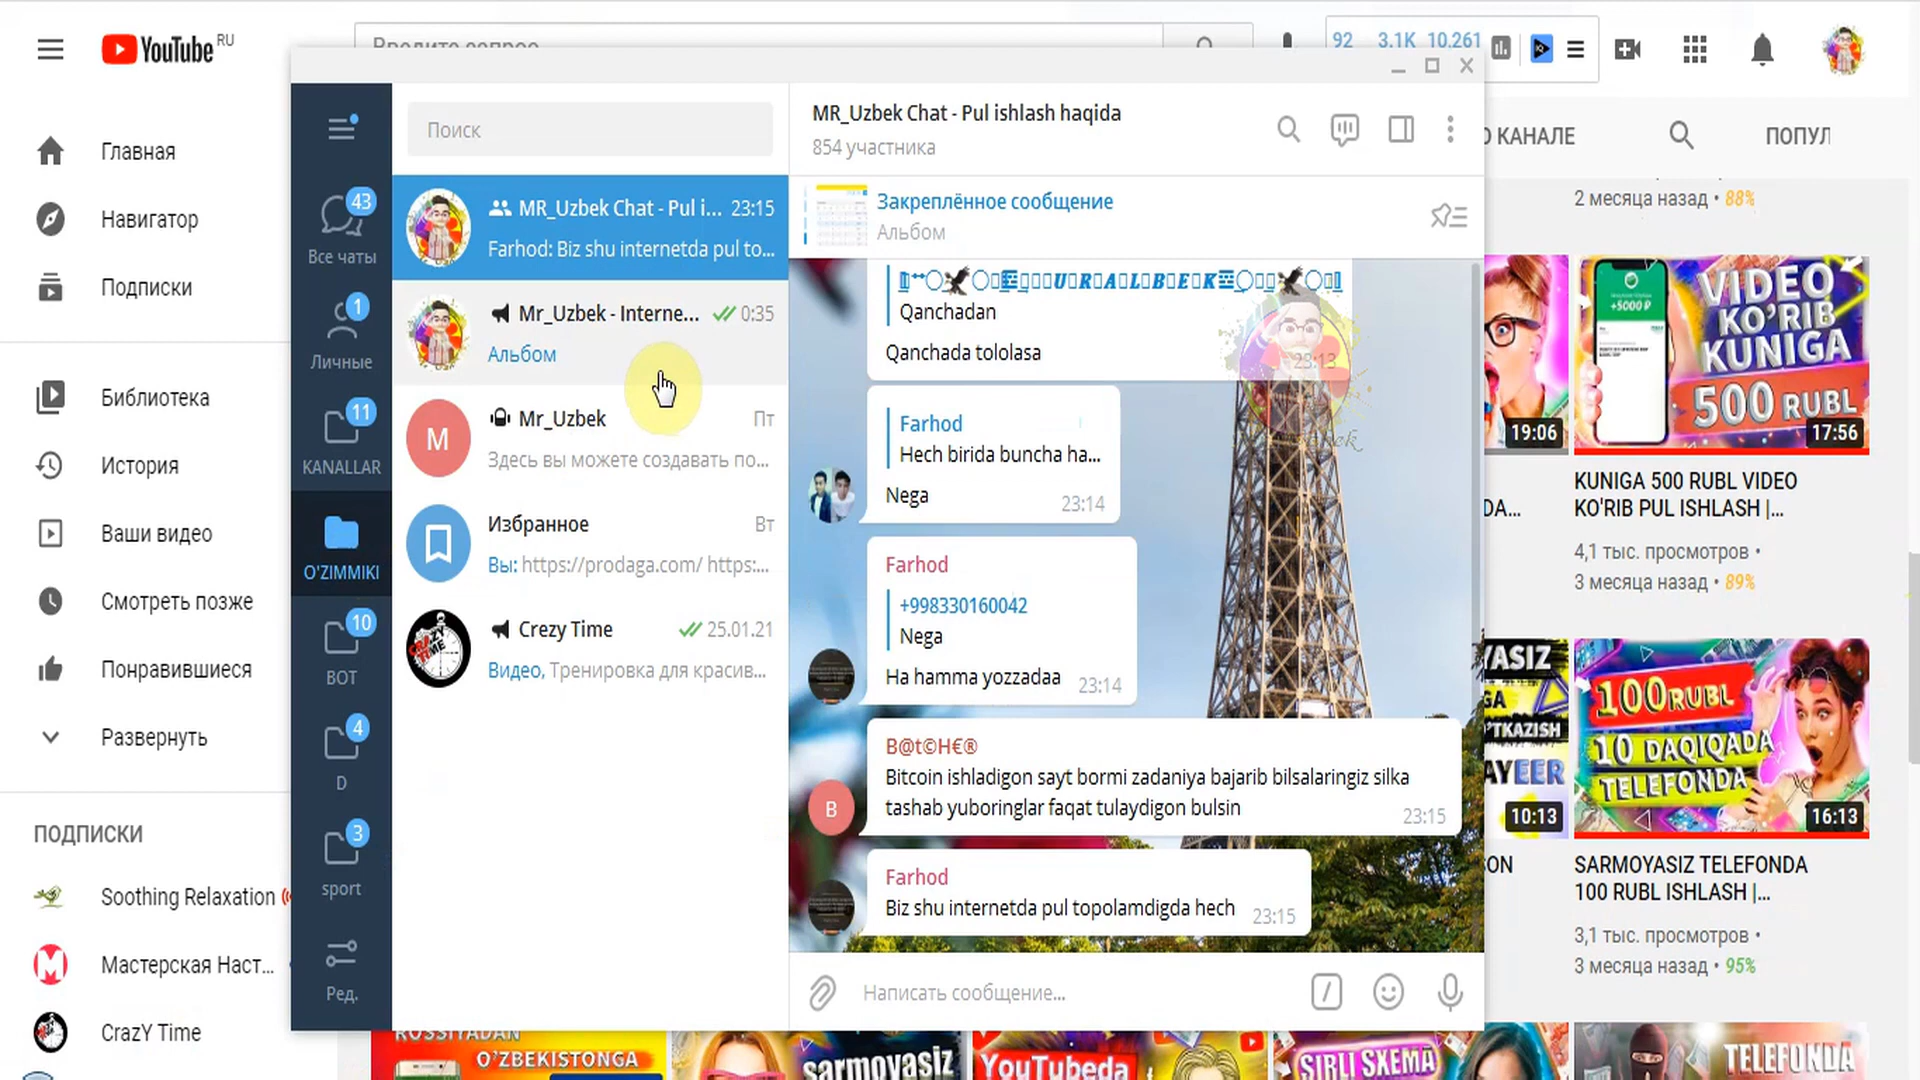 YouTube RU
Введите запрос
92 3.1K 10.261
Главная
Навигатор
Подписки
Библиотека
История
Ваши видео
Смотреть позже
Понравившиеся
Развернуть
ПОДПИСКИ
Soothing Relaxation
Мастерская Наст...
CrazY Time
43
Все чаты
1
Личные
11
KANALLAR
O'ZIMMIKI
10
BOT
4
D
3
sport
Ред.
Поиск
MR_Uzbek Chat - Pul i... 23:15
Farhod: Biz shu internetda pul to...
Mr_Uzbek - Interne... 0:35
Альбом
M
Mr_Uzbek Пт
Здесь вы можете создавать по...
Избранное Вт
Вы: https://prodaga.com/ https:...
Crezy Time 25.01.21
Видео, Тренировка для красив...
MR_Uzbek Chat - Pul ishlash haqida
854 участника
Закреплённое сообщение
Альбом
Qanchadan
Qanchada tololasa
23:13
Farhod
Hech birida buncha ha...
Nega 23:14
Farhod
+998330160042
Nega
Ha hamma yozzadaa 23:14
B
B@t©H€®
Bitcoin ishladigon sayt bormi zadaniya bajarib bilsalaringiz silka
tashab yuboringlar faqat tulaydigon bulsin 23:15
Farhod
Biz shu internetda pul topolamdigda hech 23:15
Написать сообщение...
О КАНАЛЕ
ПОПУЛ
2 месяца назад • 88%
19:06
VIDEO
KO'RIB PUL
KUNIGA
500 RUBL
+5000 ₽
17:56
KUNIGA 500 RUBL VIDEO
KO'RIB PUL ISHLASH |...
4,1 тыс. просмотров •
3 месяца назад • 89%
YASIZ
GA
'TKAZISH
AYEER
10:13
100 RUBL
10 DAQIQADA
TELEFONDA
16:13
SARMOYASIZ TELEFONDA
100 RUBL ISHLASH |...
3,1 тыс. просмотров •
3 месяца назад • 95%
ROSSIYADAN
O'ZBEKISTONGA
sarmoyasiz
YouTubeda
SIRLI SXEMA
TELEFONDA